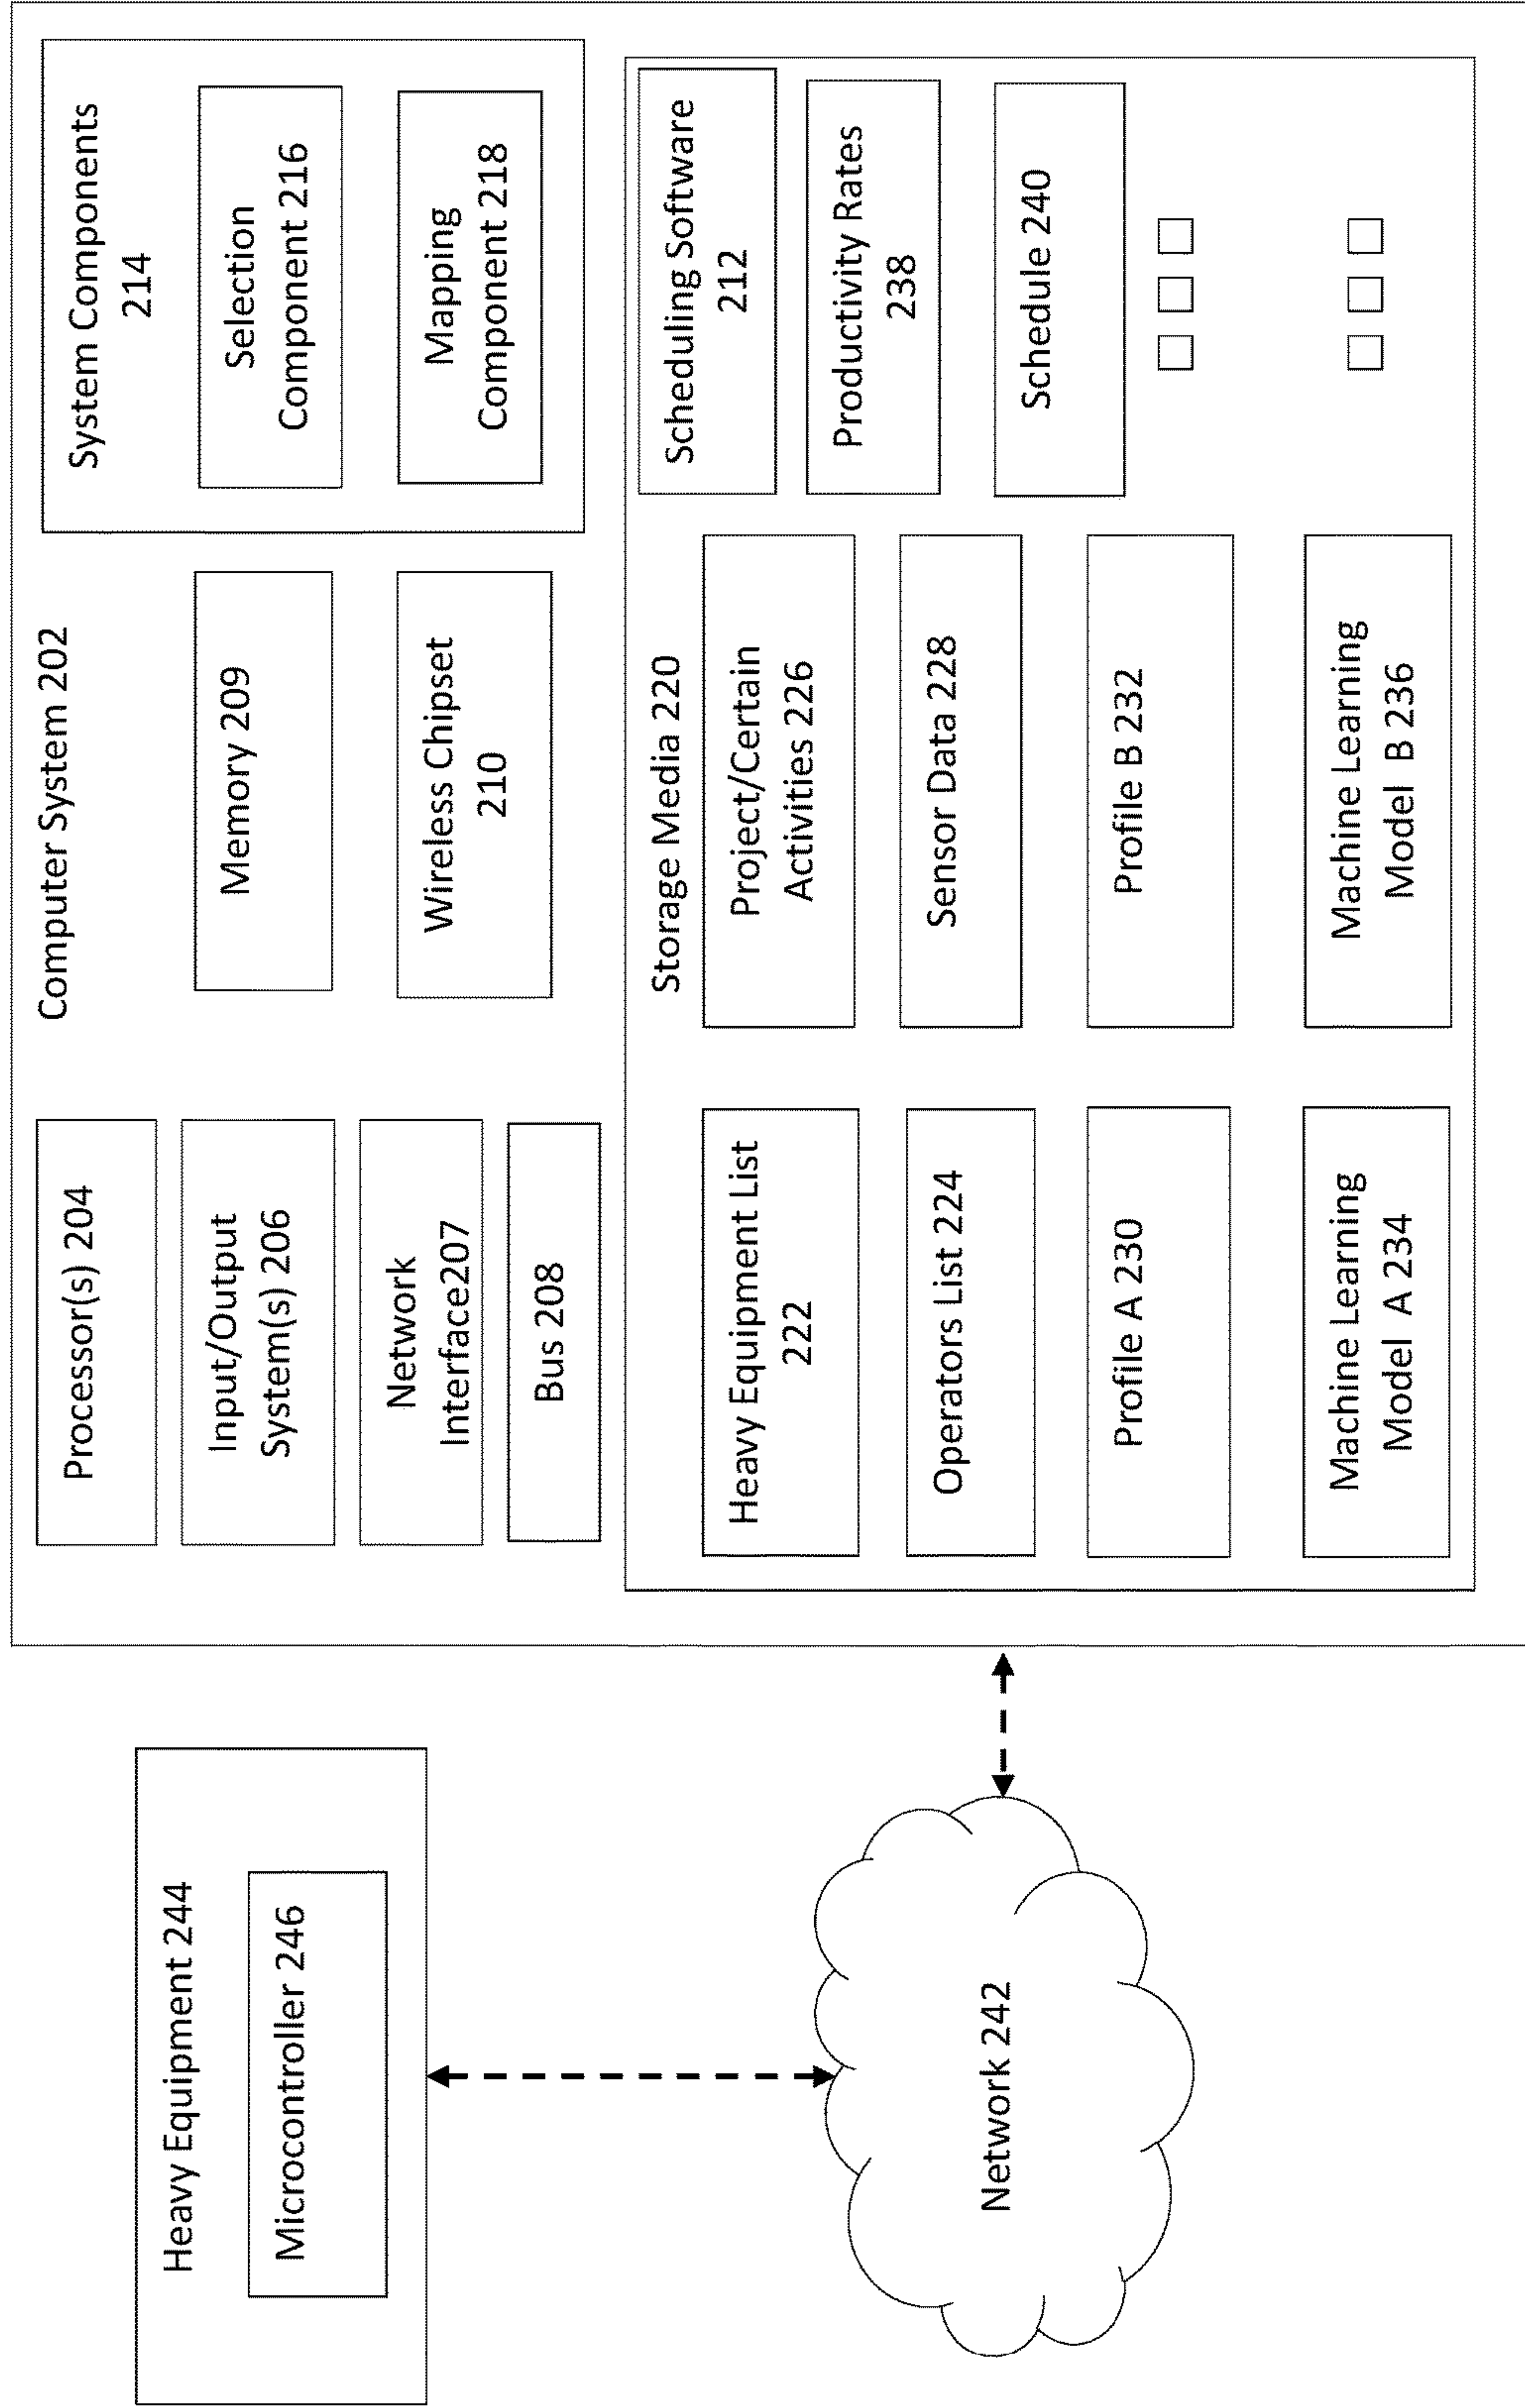 Heavy Equipment 244
Microcontroller 246
Network 242
Computer System 202
Processor(s) 204
Input/Output
System(s) 206
Network
Interface207
Bus 208
Memory 209
Wireless Chipset
210
System Components
214
Selection
Component 216
Mapping
Component 218
Storage Media 220
Heavy Equipment List
222
Operators List 224
Profile A 230
Machine Learning
Model A 234
Project/Certain
Activities 226
Sensor Data 228
Profile B 232
Machine Learning
Model B 236
Scheduling Software
212
Productivity Rates
238
Schedule 240